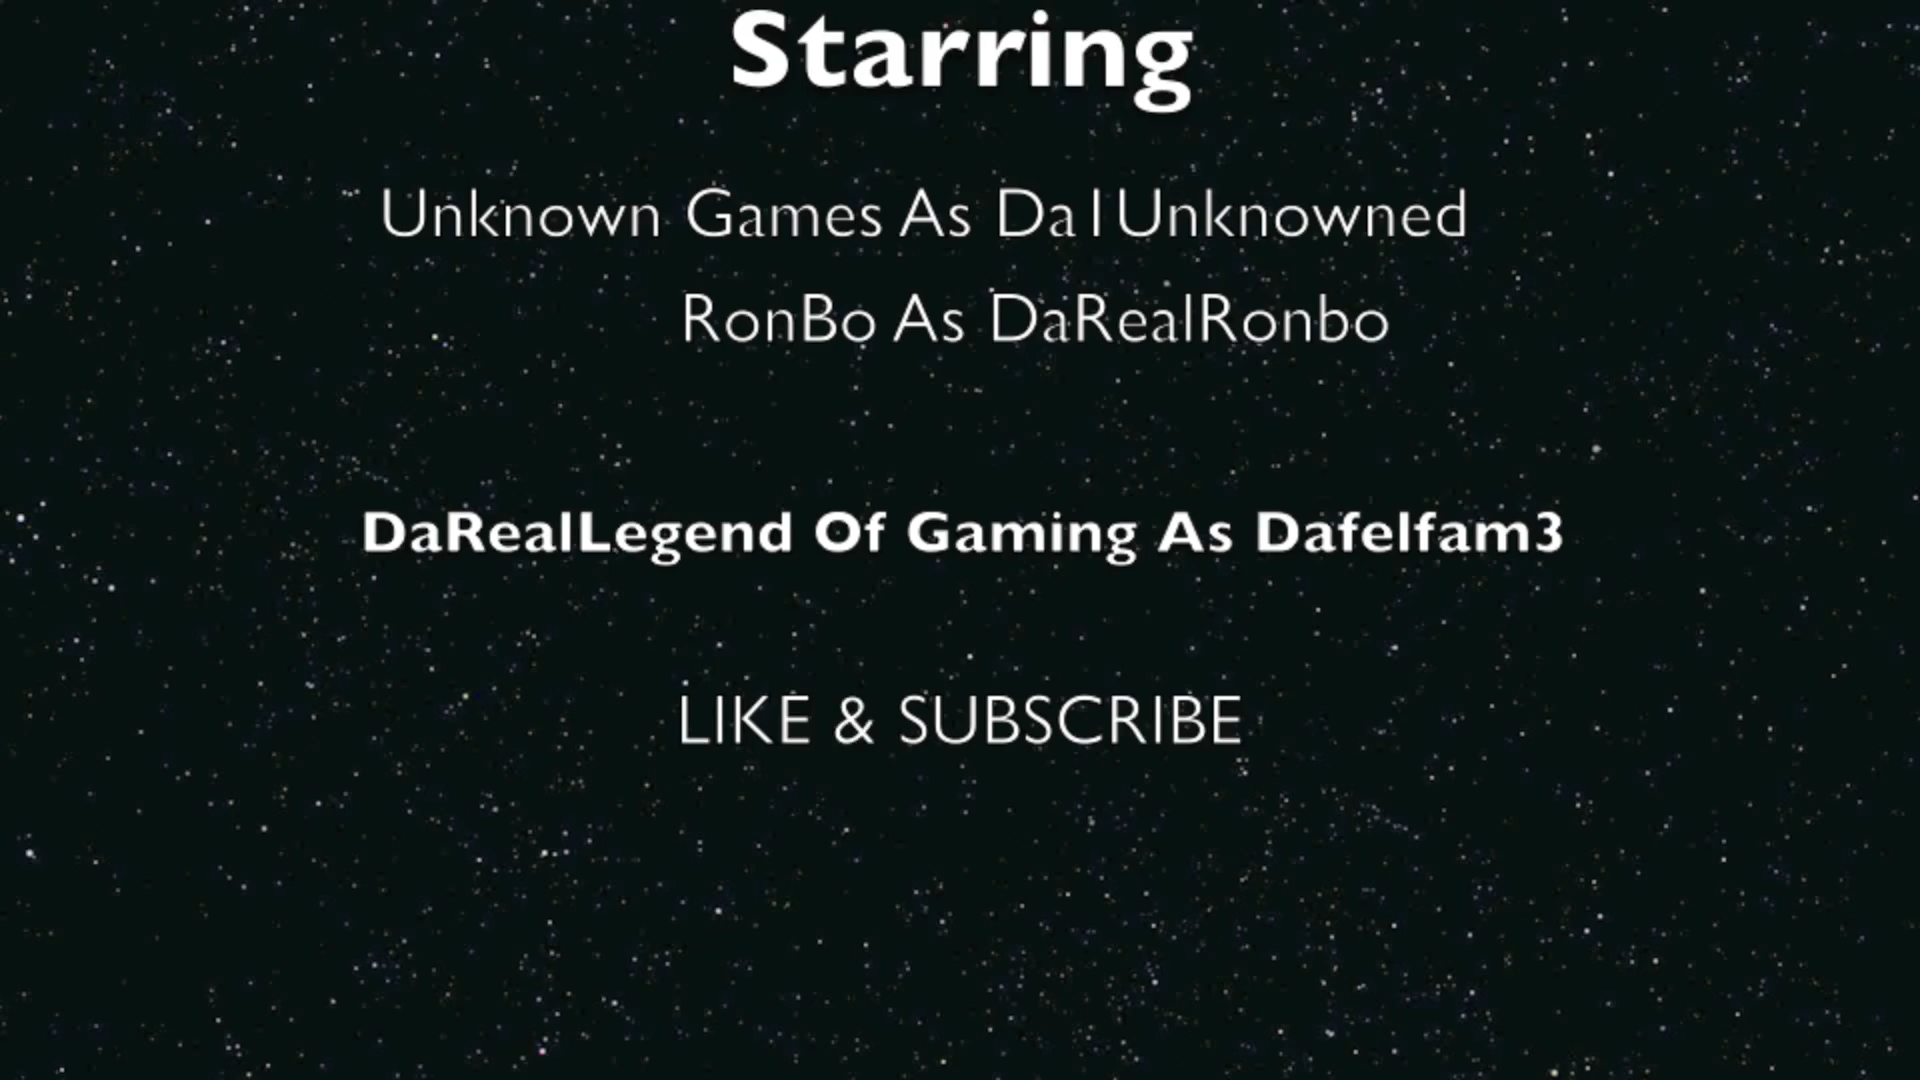 Starring
Unknown Games As Da1Unknowned
RonBo As DaRealRonbo
DaRealLegend Of Gaming As Dafelfam3
LIKE & SUBSCRIBE